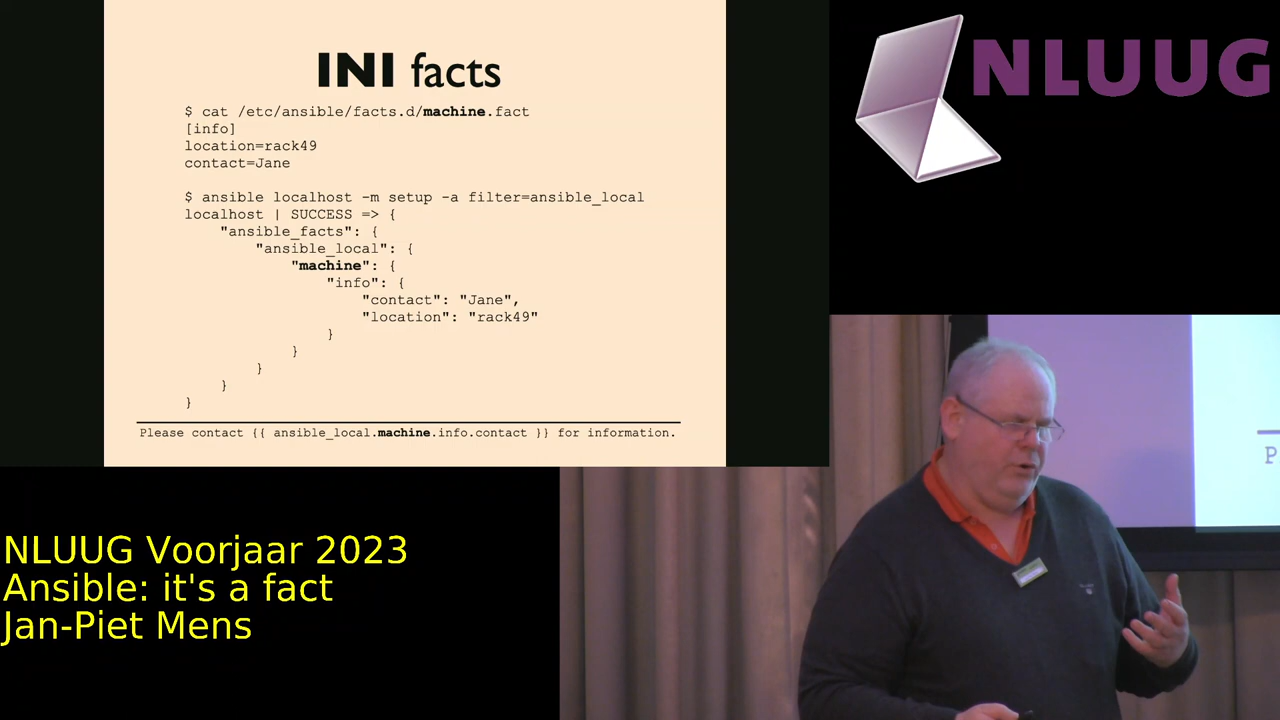 INI facts
$ cat /etc/ansible/facts.d/machine.fact
[info]
location=rack49
contact=Jane
$ ansible localhost -m setup -a filter=ansible_local
localhost | SUCCESS => {
    "ansible_facts": {
        "ansible_local": {
            "machine": {
                "info": {
                    "contact": "Jane",
                    "location": "rack49"
                }
            }
        }
    }
}
Please contact {{ ansible_local.machine.info.contact }} for information.
NLUUG
P
NLUUG Voorjaar 2023
Ansible: it's a fact
Jan-Piet Mens